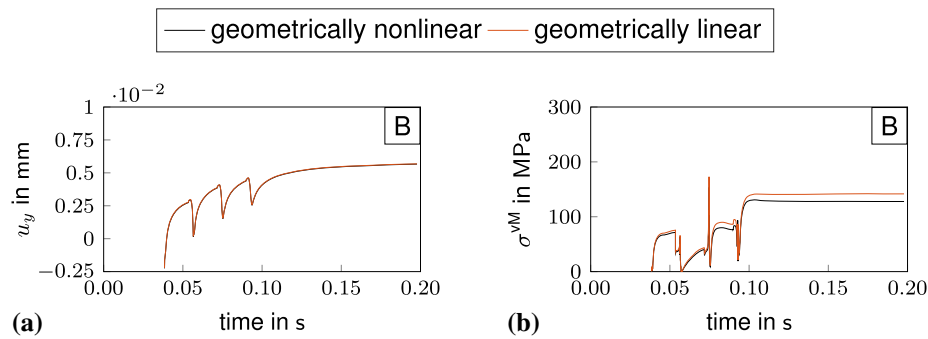 geometrically nonlinear geometrically linear
·10⁻²
1
0.75
0.5
0.25
0
−0.25
u_y in mm
B
0.00 0.05 0.10 0.15 0.20
time in s
(a)
300
200
100
0
σ^vM in MPa
B
0.00 0.05 0.10 0.15 0.20
time in s
(b)